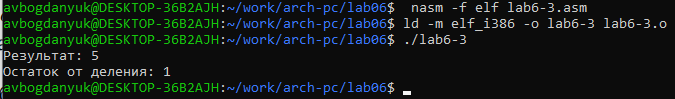 avbogdanyuk@DESKTOP-36B2AJH:~/work/arch-pc/lab06$  nasm -f elf lab6-3.asm
avbogdanyuk@DESKTOP-36B2AJH:~/work/arch-pc/lab06$ ld -m elf_i386 -o lab6-3 lab6-3.o
avbogdanyuk@DESKTOP-36B2AJH:~/work/arch-pc/lab06$ ./lab6-3
Результат: 5
Остаток от деления: 1
avbogdanyuk@DESKTOP-36B2AJH:~/work/arch-pc/lab06$